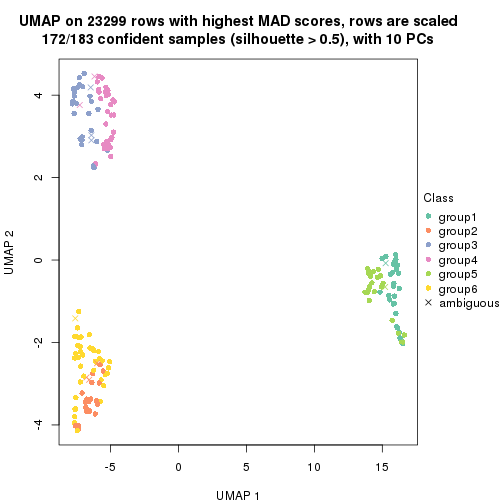 UMAP on 23299 rows with highest MAD scores, rows are scaled
172/183 confident samples (silhouette > 0.5), with 10 PCs
4
2
0
-2
-4
UMAP 2
-5
0
5
10
15
UMAP 1
Class
group1
group2
group3
group4
group5
group6
ambiguous